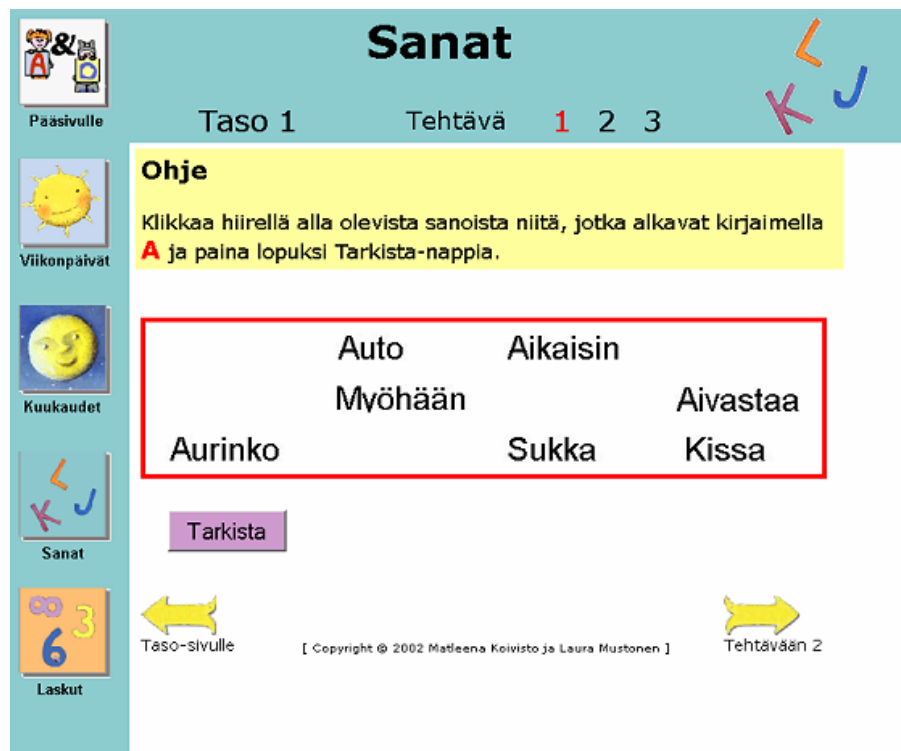 Sanat
Taso 1 Tehtävä 1 2 3
Pääsivulle
Viikonpäivät
Kuukaudet
Sanat
Laskut
Ohje
Klikkaa hiirellä alla olevista sanoista niitä, jotka alkavat kirjaimella
A ja paina lopuksi Tarkista-nappia.
Auto Aikaisin
Myöhään Aivastaa
Aurinko Sukka Kissa
Tarkista
Taso-sivulle [ Copyright © 2002 Matleena Koivisto ja Laura Mustonen ] Tehtävään 2